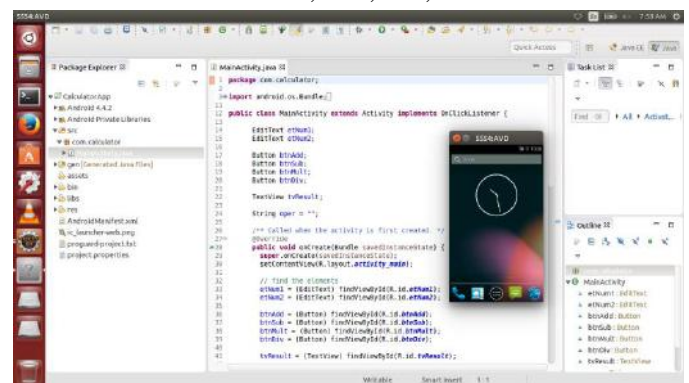 5554:AVD
7:53 AM
Quick Access
Java EE
Java
Package Explorer
CalculatorApp
Android 4.4.2
Android Private Libraries
src
com.calculator
gen [Generated Java Files]
assets
bin
libs
res
AndroidManifest.xml
ic_launcher-web.png
proguard-project.txt
project.properties
MainActivity.java
package com.calculator;
import android.os.Bundle;
public class MainActivity extends Activity implements OnClickListener {
EditText etNum1;
EditText etNum2;
Button btnAdd;
Button btnSub;
Button btnMult;
Button btnDiv;
TextView tvResult;
String oper = "";
/** Called when the activity is first created. */
@Override
public void onCreate(Bundle savedInstanceState) {
super.onCreate(savedInstanceState);
setContentView(R.layout.activity_main);
// find the elements
etNum1 = (EditText) findViewById(R.id.etNum1);
etNum2 = (EditText) findViewById(R.id.etNum2);
btnAdd = (Button) findViewById(R.id.btnAdd);
btnSub = (Button) findViewById(R.id.btnSub);
btnMult = (Button) findViewById(R.id.btnMult);
btnDiv = (Button) findViewById(R.id.btnDiv);
tvResult = (TextView) findViewById(R.id.tvResult);
5554:AVD
Task List
Find
All
Activat...
Outline
MainActivity
etNum1 : EditText
etNum2 : EditText
btnAdd : Button
btnSub : Button
btnMult : Button
btnDiv : Button
tvResult : TextView
Writable
Smart Insert
1 : 1